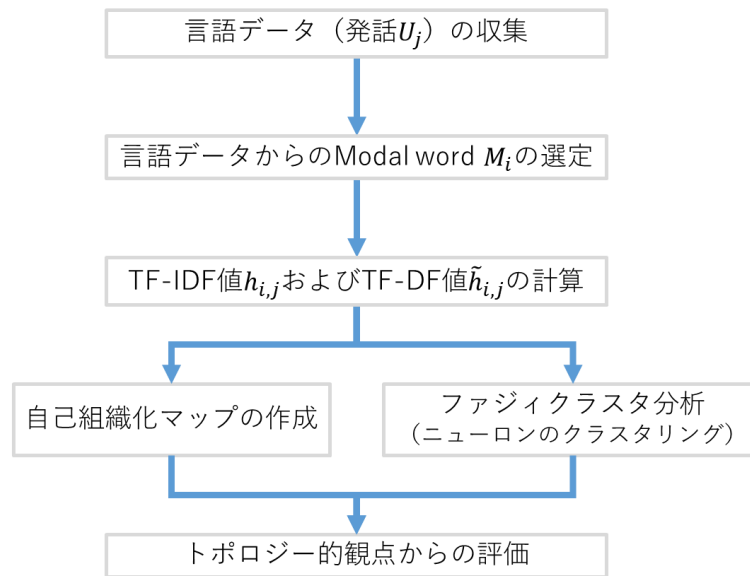 言語データ（発話U_j）の収集
言語データからのModal word M_iの選定
TF-IDF値h_{i,j}およびTF-DF値h̃_{i,j}の計算
自己組織化マップの作成
ファジィクラスタ分析
（ニューロンのクラスタリング）
トポロジー的観点からの評価